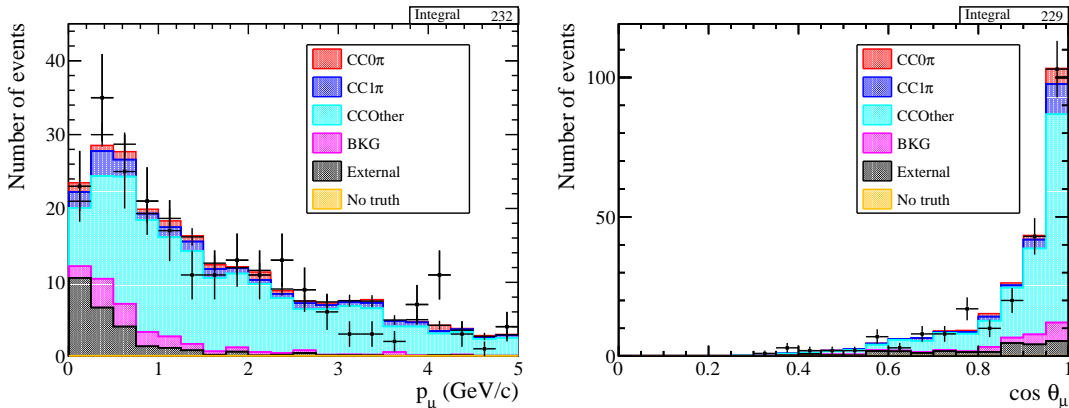 Integral 232
Number of events
40
30
20
10
0
CC0π
CC1π
CCOther
BKG
External
No truth
0 1 2 3 4 5
p_μ (GeV/c)
Integral 229
Number of events
100
50
0
CC0π
CC1π
CCOther
BKG
External
No truth
0 0.2 0.4 0.6 0.8 1
cos θ_μ